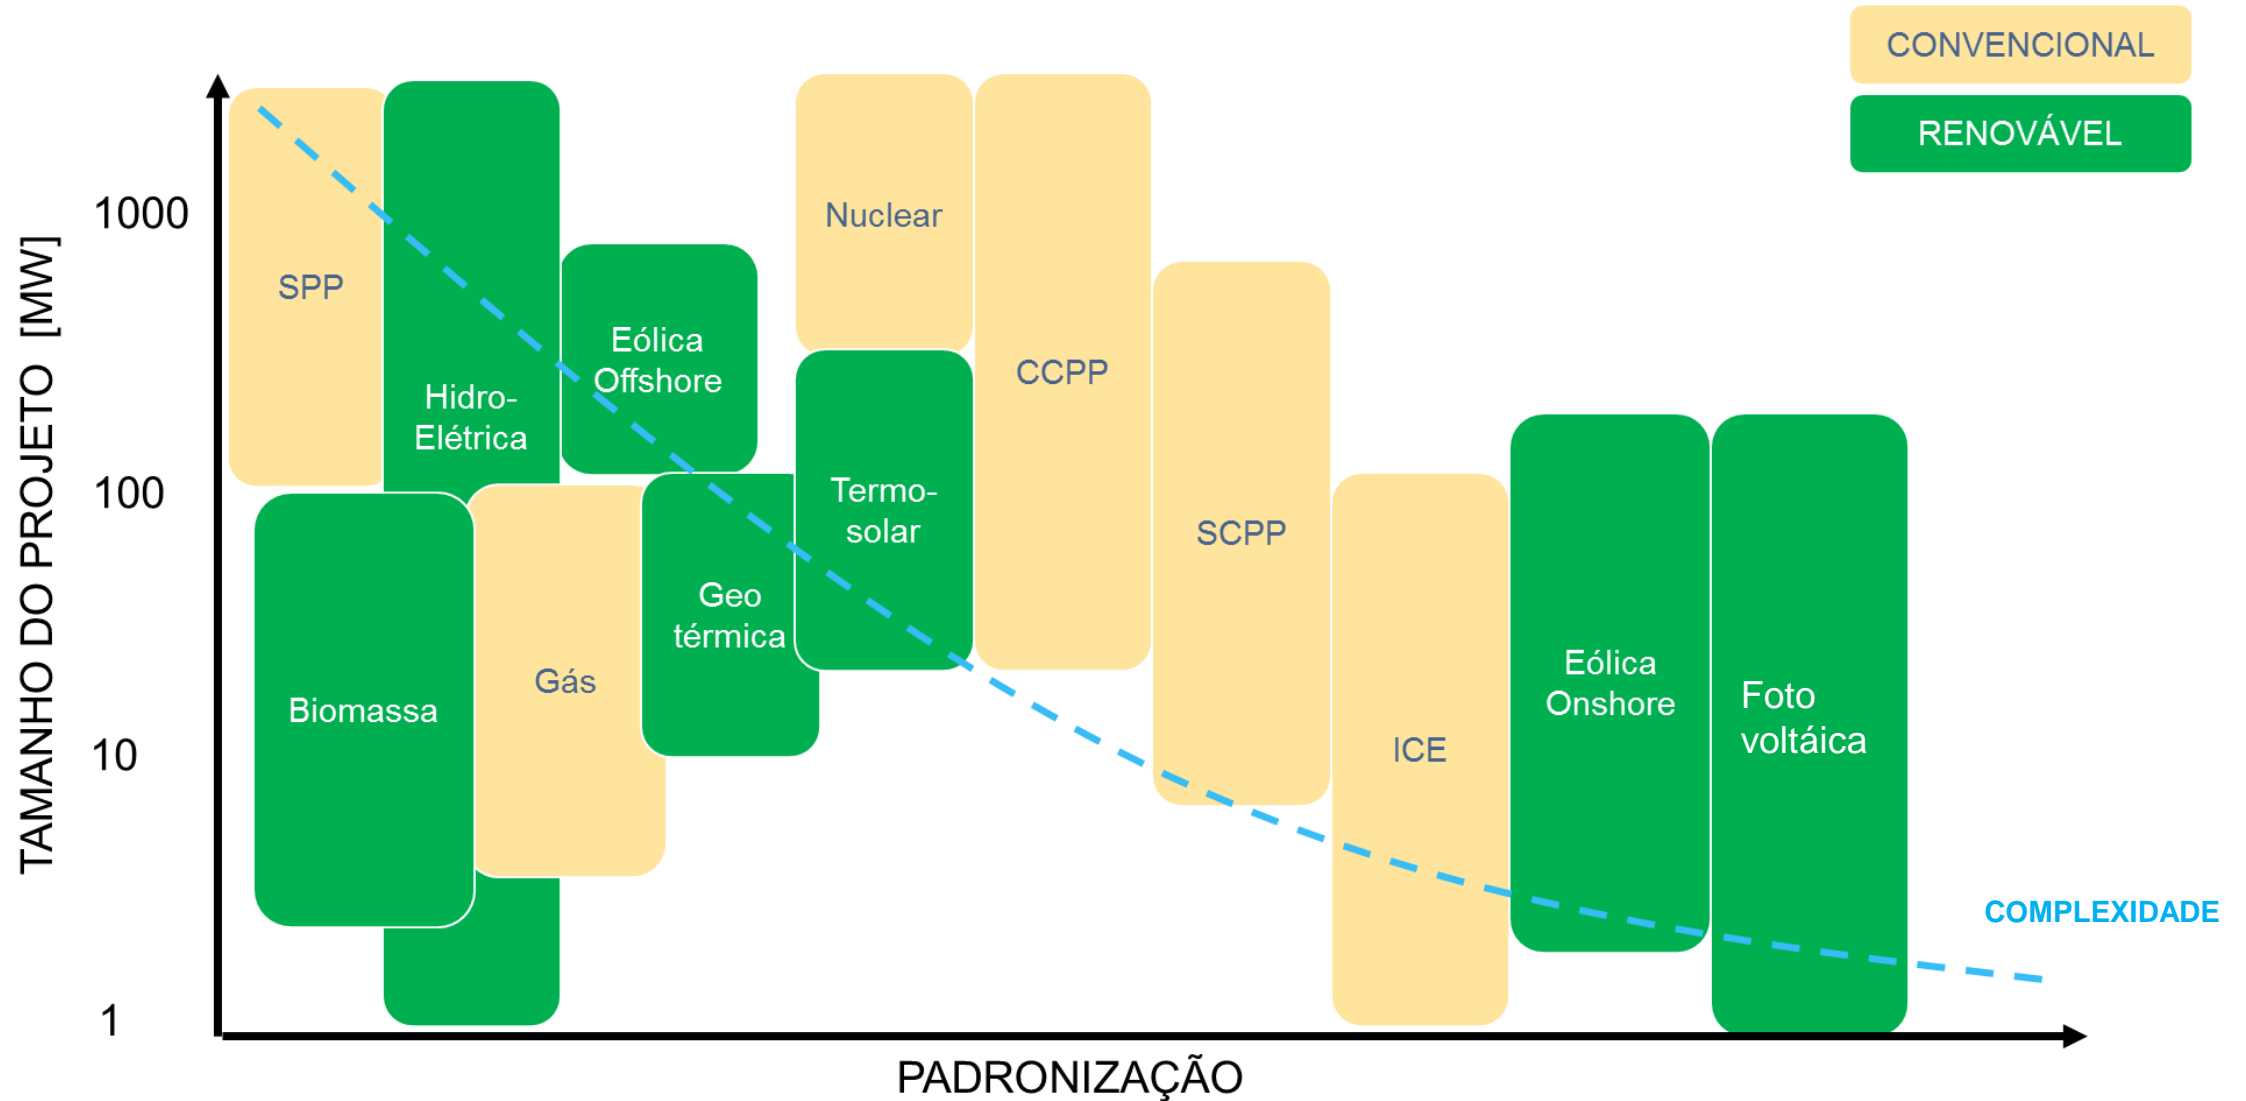 CONVENCIONAL
RENOVÁVEL
TAMANHO DO PROJETO [MW]
1000
100
10
1
SPP
Hidro-
Elétrica
Eólica
Offshore
Nuclear
CCPP
Termo-
solar
SCPP
Geo
térmica
Gás
Biomassa
ICE
Eólica
Onshore
Foto
voltáica
COMPLEXIDADE
PADRONIZAÇÃO